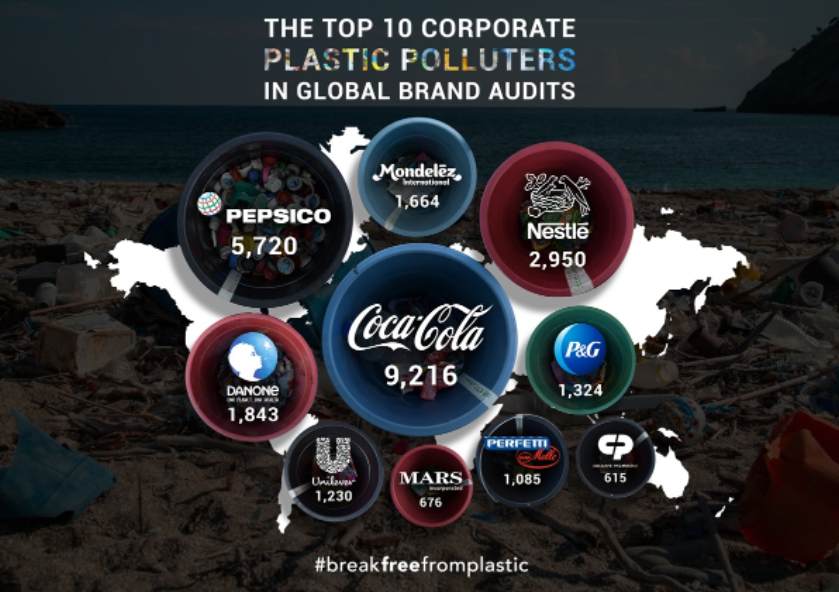 THE TOP 10 CORPORATE
PLASTIC POLLUTERS
IN GLOBAL BRAND AUDITS
Mondelēz
International
1,664
PEPSICO
5,720
Nestlē
2,950
Coca-Cola
9,216
P&G
1,324
DANONE
ONE PLANET. ONE HEALTH
1,843
Unilever
1,230
MARS
incorporated
676
PERFETTI
van Melle
1,085
CP
COLGATE-PALMOLIVE
615
#breakfreefromplastic